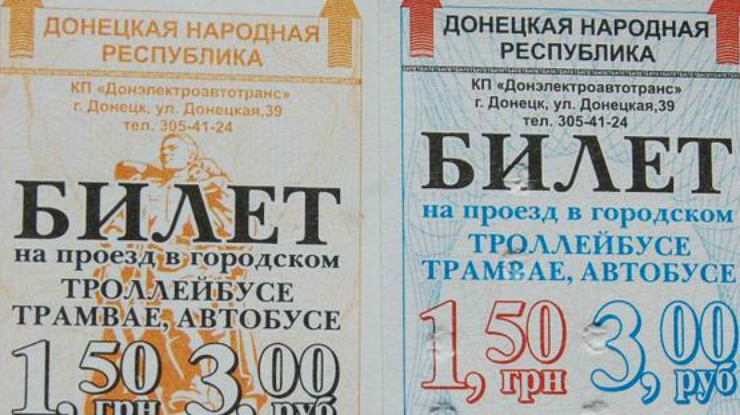 ДОНЕЦКАЯ НАРОДНАЯ
РЕСПУБЛИКА
КП «Донэлектроавтотранс»
г. Донецк, ул. Донецкая,39
тел. 305-41-24
БИЛЕТ
на проезд в городском
ТРОЛЛЕЙБУСЕ
ТРАМВАЕ, АВТОБУСЕ
1,50 грн 3,00 руб
ДОНЕЦКАЯ НАРОДНАЯ
РЕСПУБЛИКА
КП «Донэлектроавтотранс»
г. Донецк, ул. Донецкая,39
тел. 305-41-24
БИЛЕТ
на проезд в городском
ТРОЛЛЕЙБУСЕ
ТРАМВАЕ, АВТОБУСЕ
1,50 грн 3,00 руб